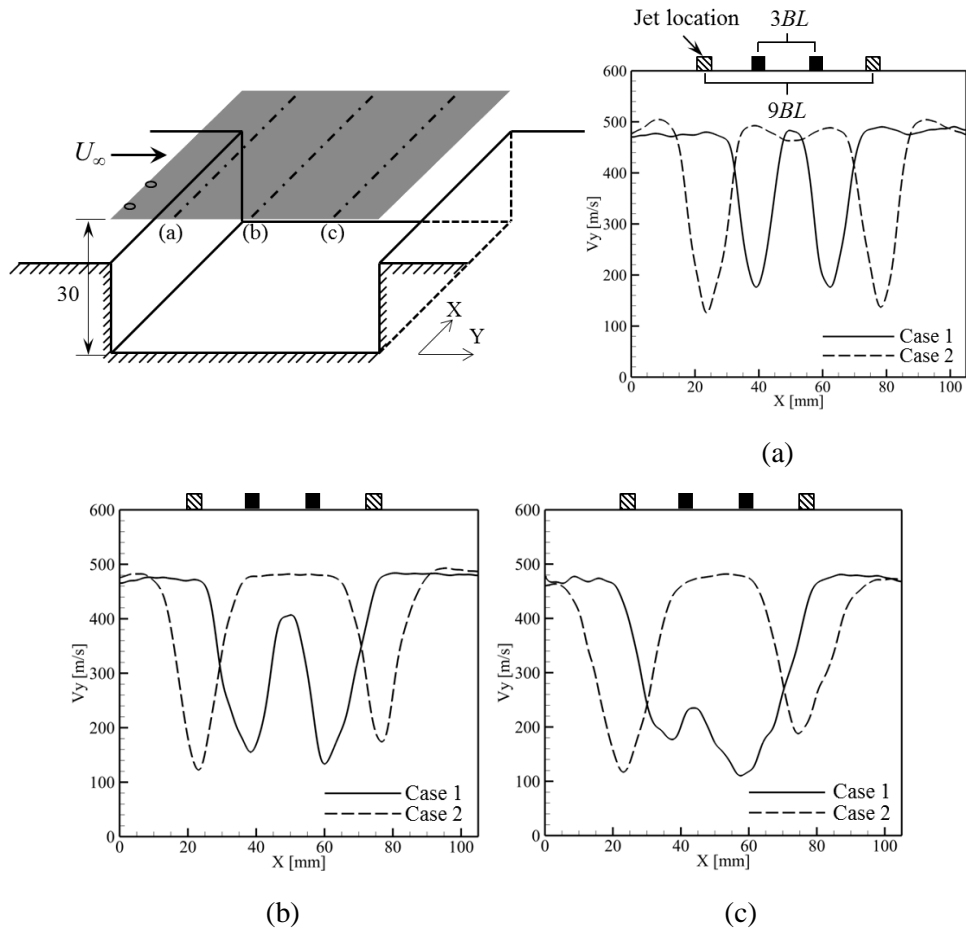 Jet location
3BL
9BL
U∞
(a)
(b)
(c)
30
X
Y
600
500
400
300
200
100
0
Vy [m/s]
0
20
40
60
80
100
X [mm]
Case 1
Case 2
(a)
600
500
400
300
200
100
0
Vy [m/s]
0
20
40
60
80
100
X [mm]
Case 1
Case 2
(b)
600
500
400
300
200
100
0
Vy [m/s]
0
20
40
60
80
100
X [mm]
Case 1
Case 2
(c)